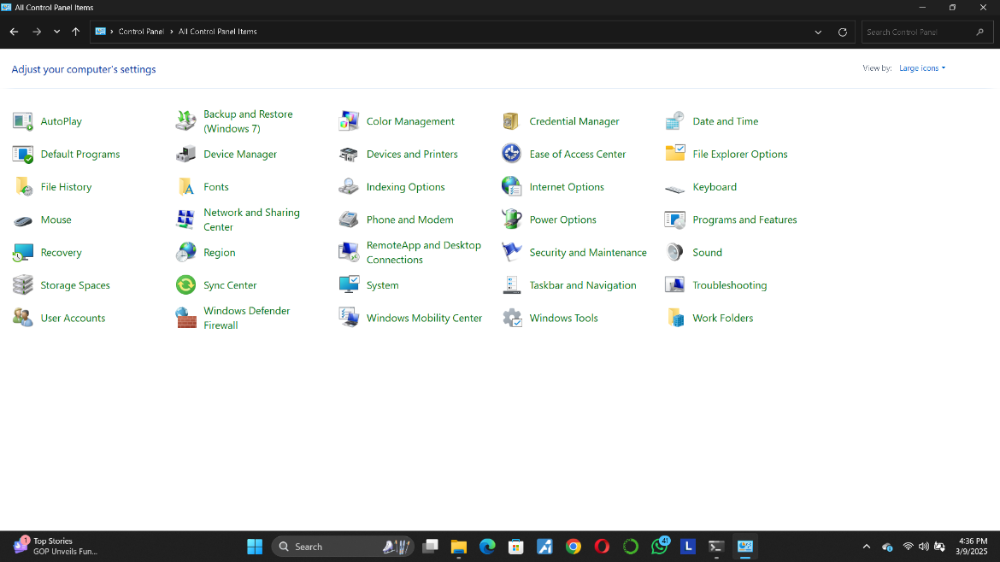 All Control Panel Items
Control Panel > All Control Panel Items
Search Control Panel
Adjust your computer's settings
View by: Large icons
AutoPlay
Backup and Restore
(Windows 7)
Color Management
Credential Manager
Date and Time
Default Programs
Device Manager
Devices and Printers
Ease of Access Center
File Explorer Options
File History
Fonts
Indexing Options
Internet Options
Keyboard
Mouse
Network and Sharing
Center
Phone and Modem
Power Options
Programs and Features
Recovery
Region
RemoteApp and Desktop
Connections
Security and Maintenance
Sound
Storage Spaces
Sync Center
System
Taskbar and Navigation
Troubleshooting
User Accounts
Windows Defender
Firewall
Windows Mobility Center
Windows Tools
Work Folders
1
Top Stories
GOP Unveils Fun...
Search
41
L
4:36 PM
3/9/2025